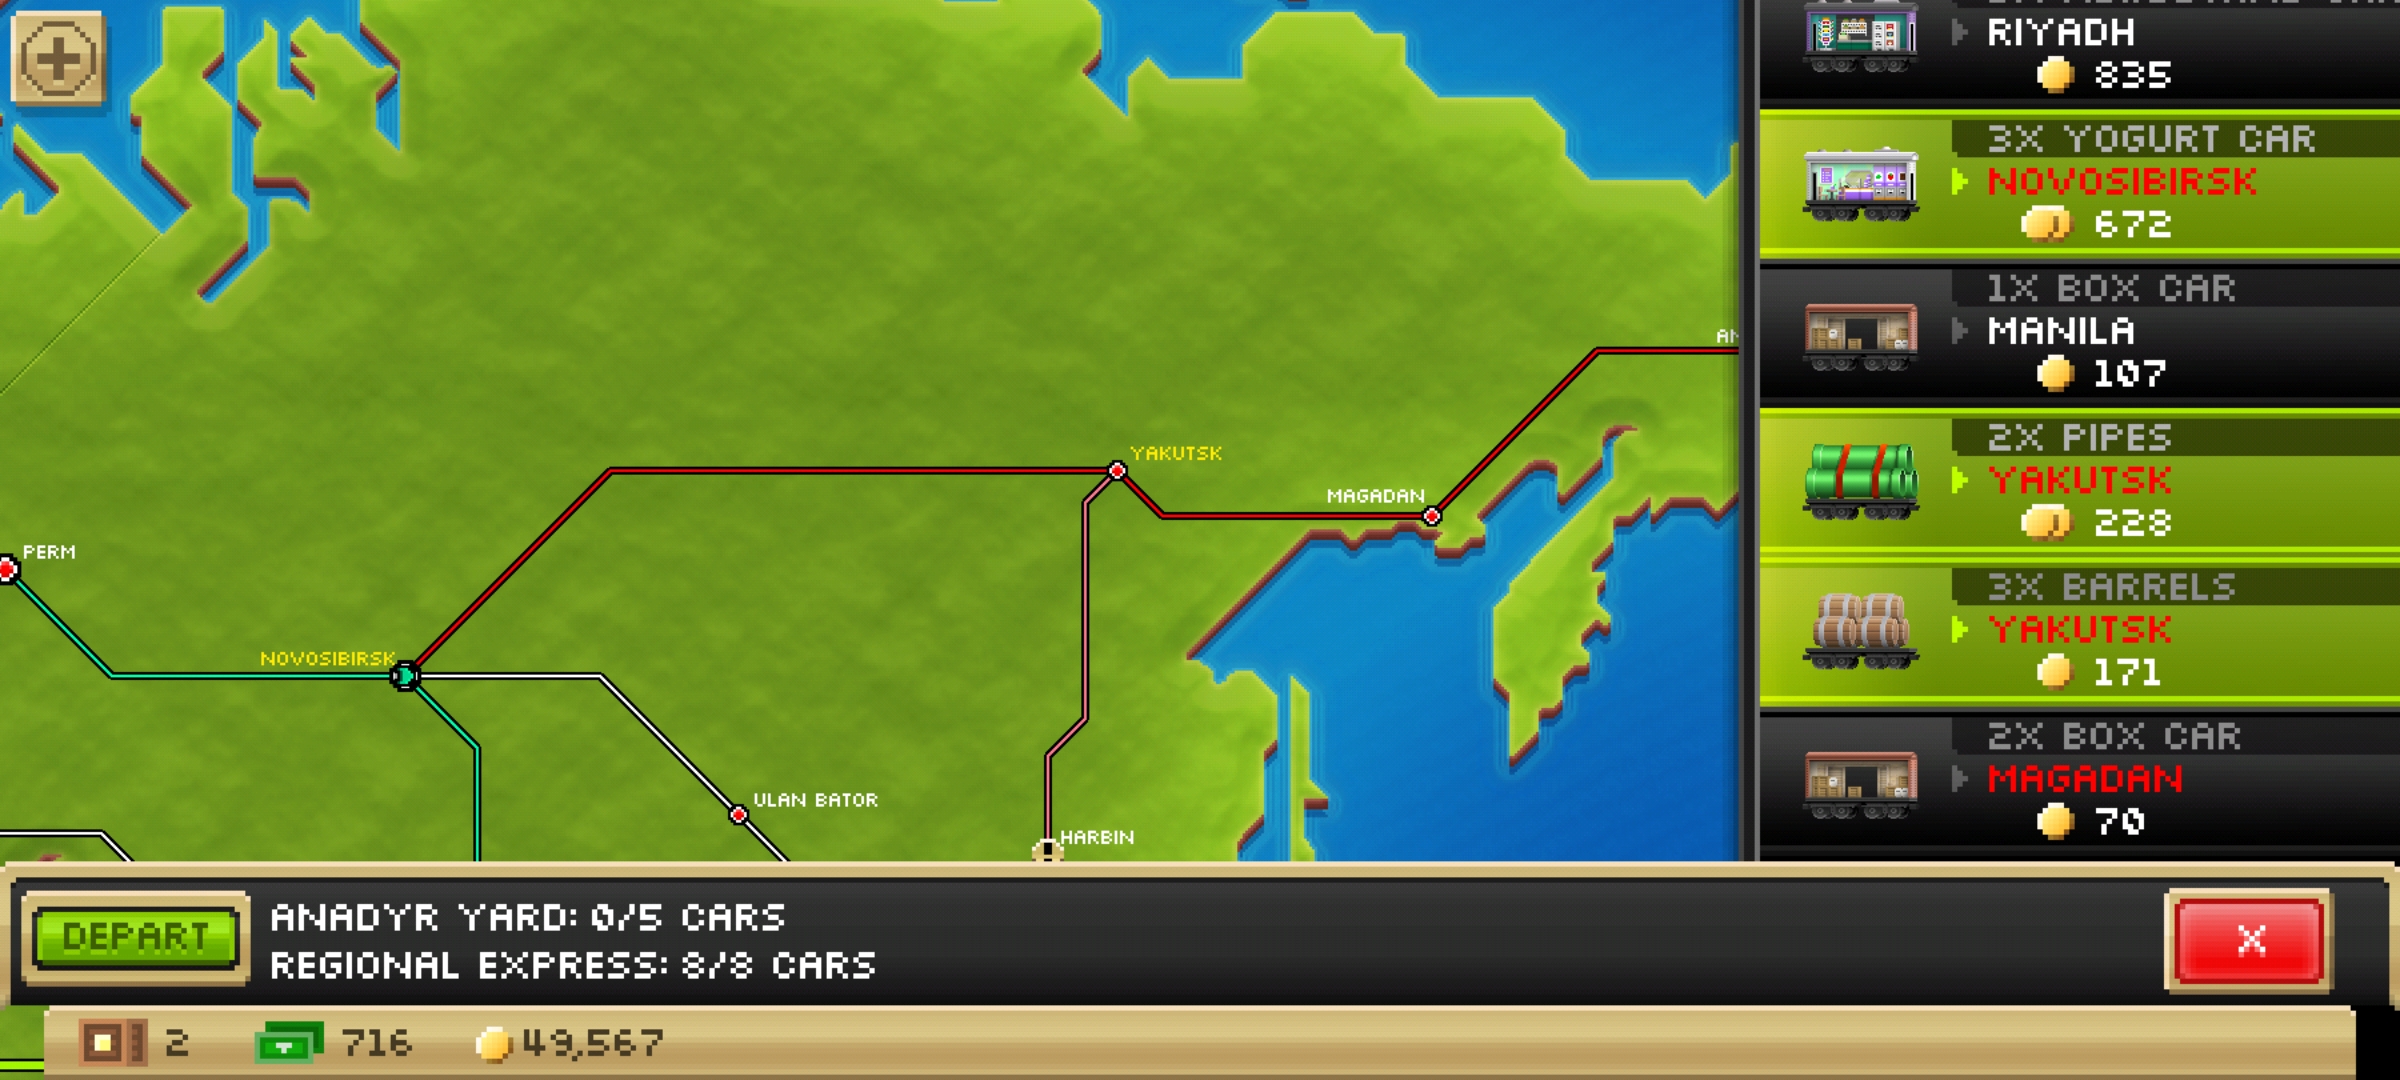 RIYADH
835
3X YOGURT CAR
NOVOSIBIRSK
672
1X BOX CAR
MANILA
107
2X PIPES
YAKUTSK
228
3X BARRELS
YAKUTSK
171
2X BOX CAR
MAGADAN
70
YAKUTSK
MAGADAN
PERM
NOVOSIBIRSK
ULAN BATOR
HARBIN
DEPART
ANADYR YARD: 0/5 CARS
REGIONAL EXPRESS: 8/8 CARS
X
2
716
49,567